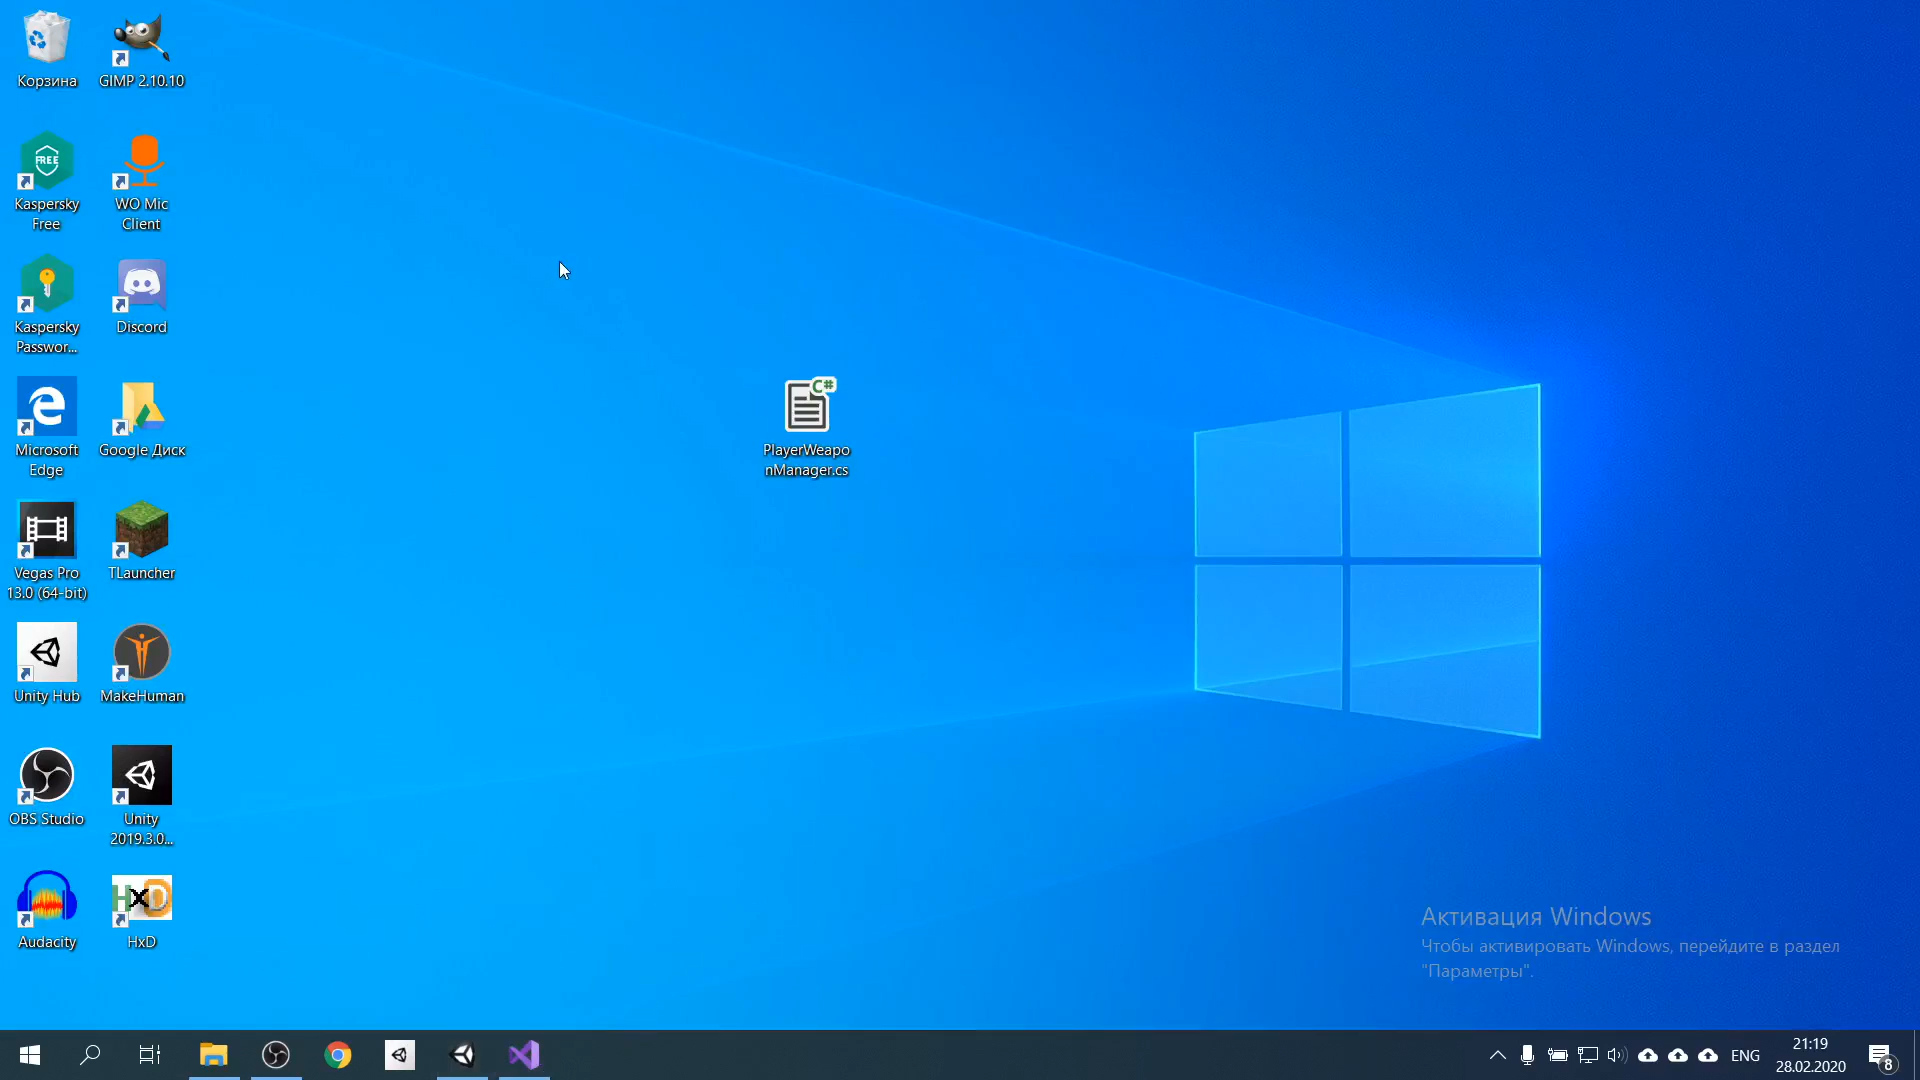 Корзина
GIMP 2.10.10
FREE
Kaspersky
Free
WO Mic
Client
Kaspersky
Passwor...
Discord
Microsoft
Edge
Google Диск
C#
PlayerWeapo
nManager.cs
Vegas Pro
13.0 (64-bit)
TLauncher
Unity Hub
MakeHuman
OBS Studio
Unity
2019.3.0...
Audacity
HxD
HxD
Активация Windows
Чтобы активировать Windows, перейдите в раздел
"Параметры".
ENG
21:19
28.02.2020
8